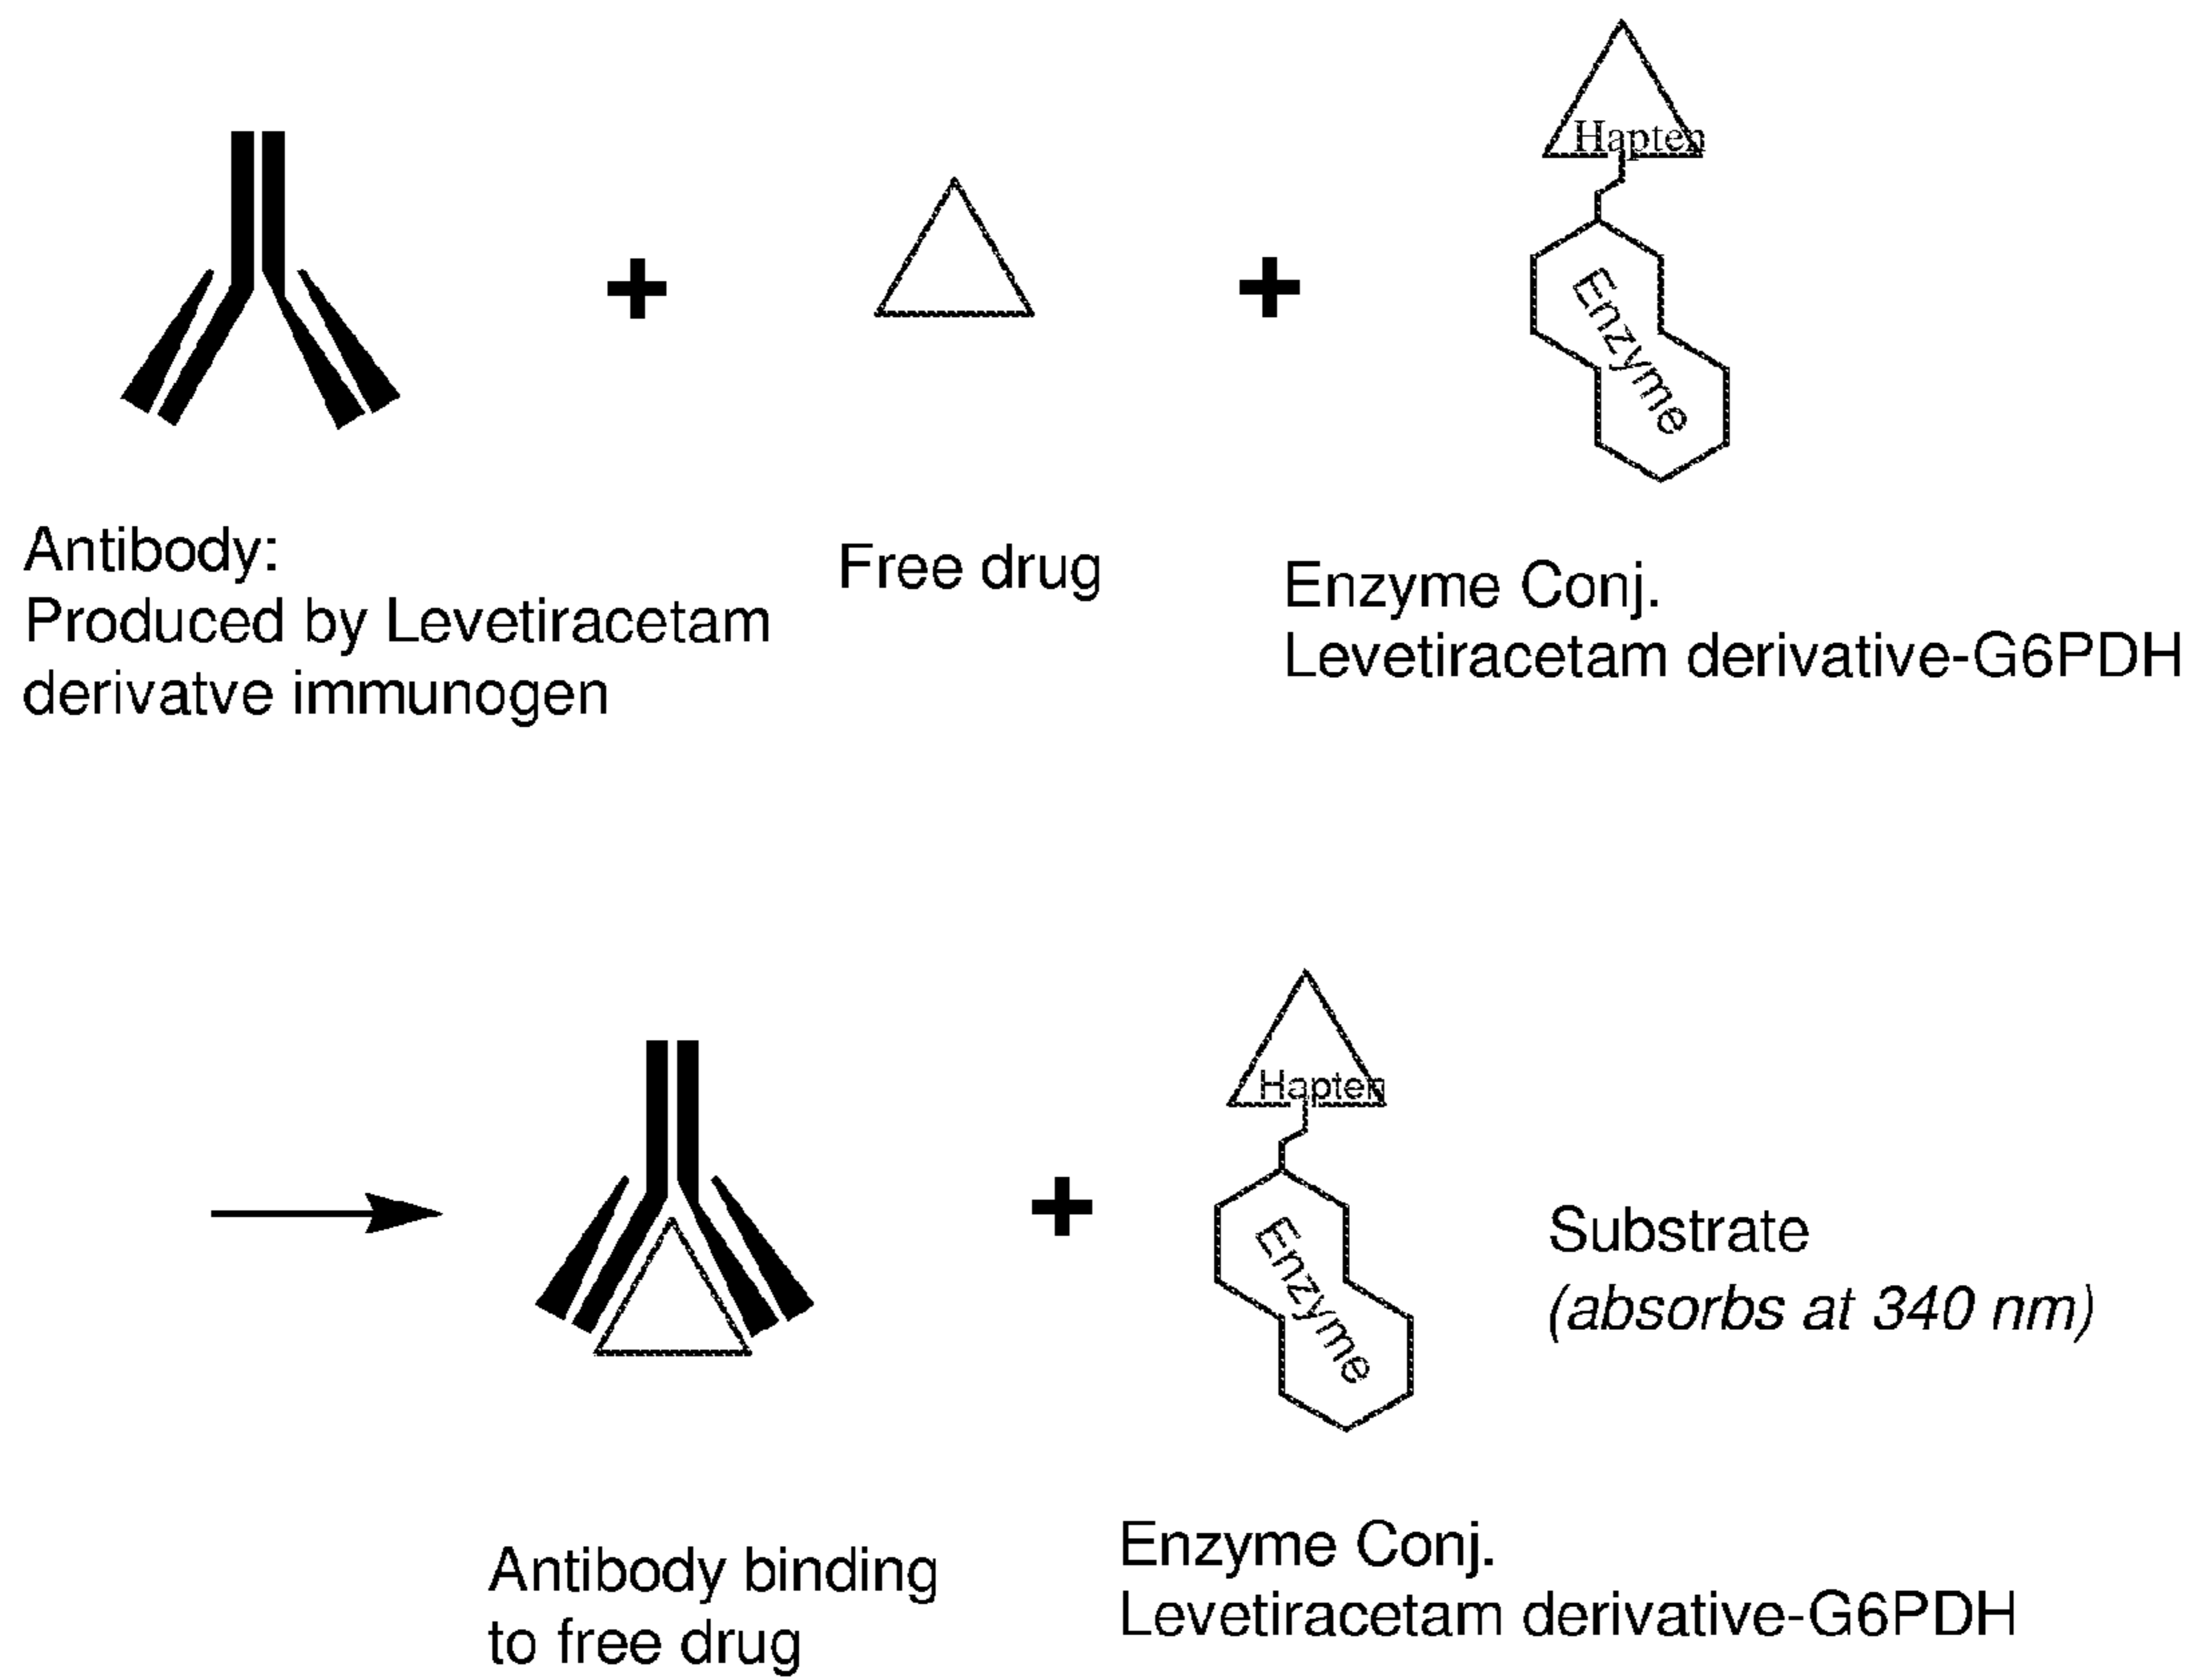 Hapten
Enzyme
Antibody:
Produced by Levetiracetam
derivatve immunogen
Free drug
Enzyme Conj.
Levetiracetam derivative-G6PDH
Hapten
Enzyme
Substrate
(absorbs at 340 nm)
Antibody binding
to free drug
Enzyme Conj.
Levetiracetam derivative-G6PDH